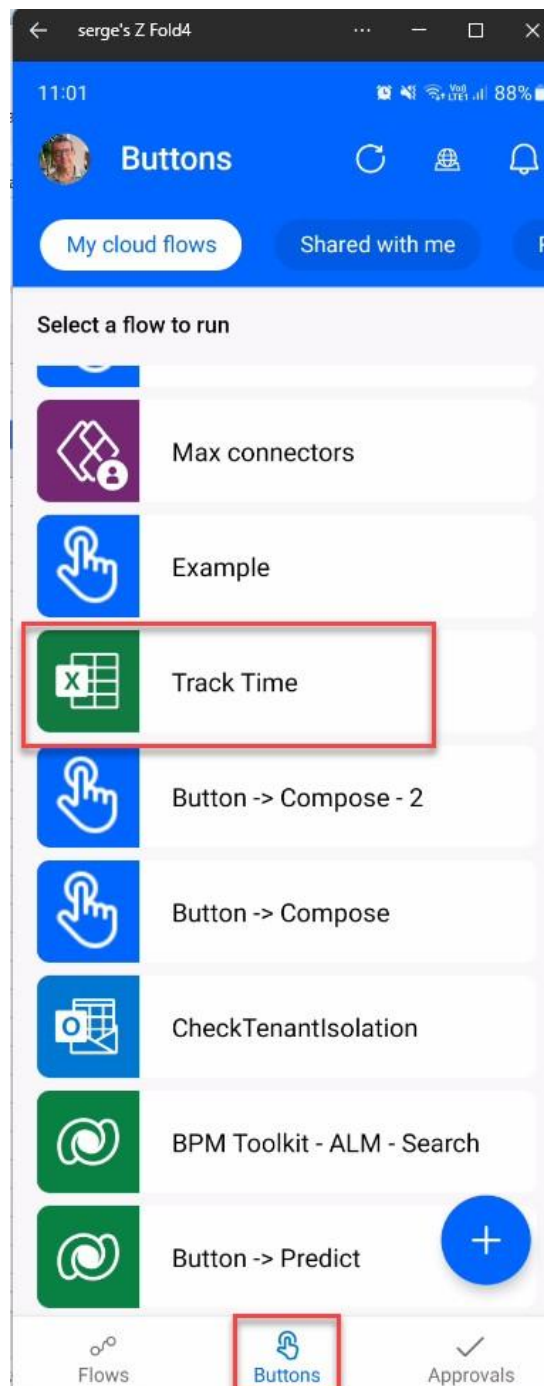 serge's Z Fold4
11:01
88%
Buttons
My cloud flows
Shared with me
Select a flow to run
Max connectors
Example
Track Time
Button -> Compose - 2
Button -> Compose
CheckTenantIsolation
BPM Toolkit - ALM - Search
Button -> Predict
Flows
Buttons
Approvals